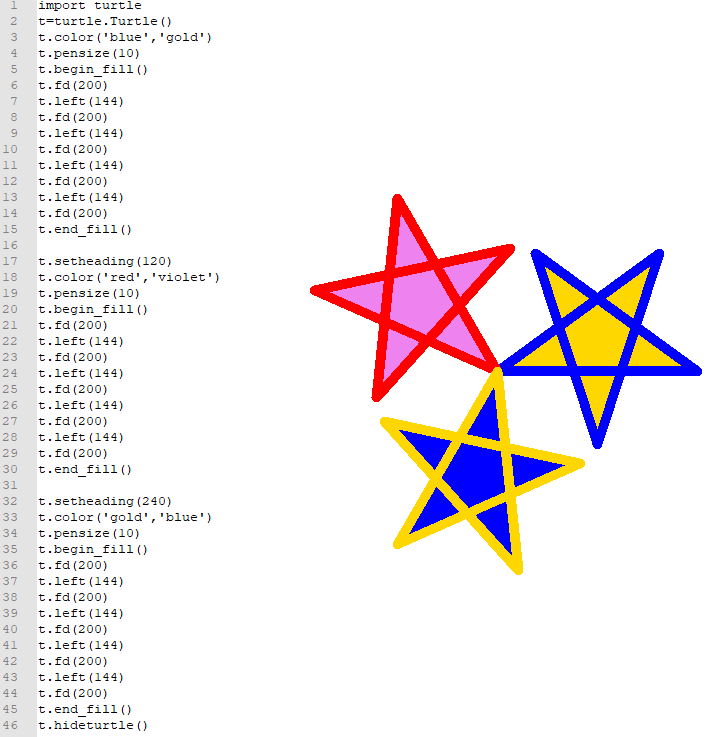 1 import turtle
2 t=turtle.Turtle()
3 t.color('blue','gold')
4 t.pensize(10)
5 t.begin_fill()
6 t.fd(200)
7 t.left(144)
8 t.fd(200)
9 t.left(144)
10 t.fd(200)
11 t.left(144)
12 t.fd(200)
13 t.left(144)
14 t.fd(200)
15 t.end_fill()
16
17 t.setheading(120)
18 t.color('red','violet')
19 t.pensize(10)
20 t.begin_fill()
21 t.fd(200)
22 t.left(144)
23 t.fd(200)
24 t.left(144)
25 t.fd(200)
26 t.left(144)
27 t.fd(200)
28 t.left(144)
29 t.fd(200)
30 t.end_fill()
31
32 t.setheading(240)
33 t.color('gold','blue')
34 t.pensize(10)
35 t.begin_fill()
36 t.fd(200)
37 t.left(144)
38 t.fd(200)
39 t.left(144)
40 t.fd(200)
41 t.left(144)
42 t.fd(200)
43 t.left(144)
44 t.fd(200)
45 t.end_fill()
46 t.hideturtle()